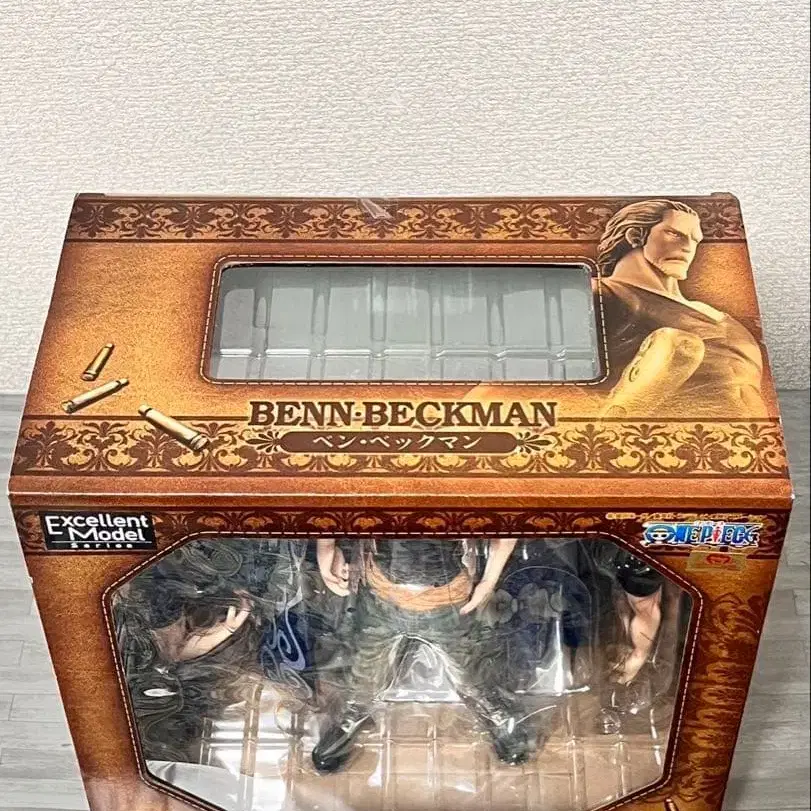 BENN·BECKMAN
ベン・ベックマン
Excellent
Model
Series
ONE PIECE